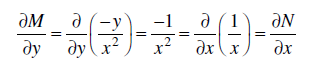 ∂M/∂y = ∂/∂y (-y/x²) = -1/x² = ∂/∂x (1/x) = ∂N/∂x